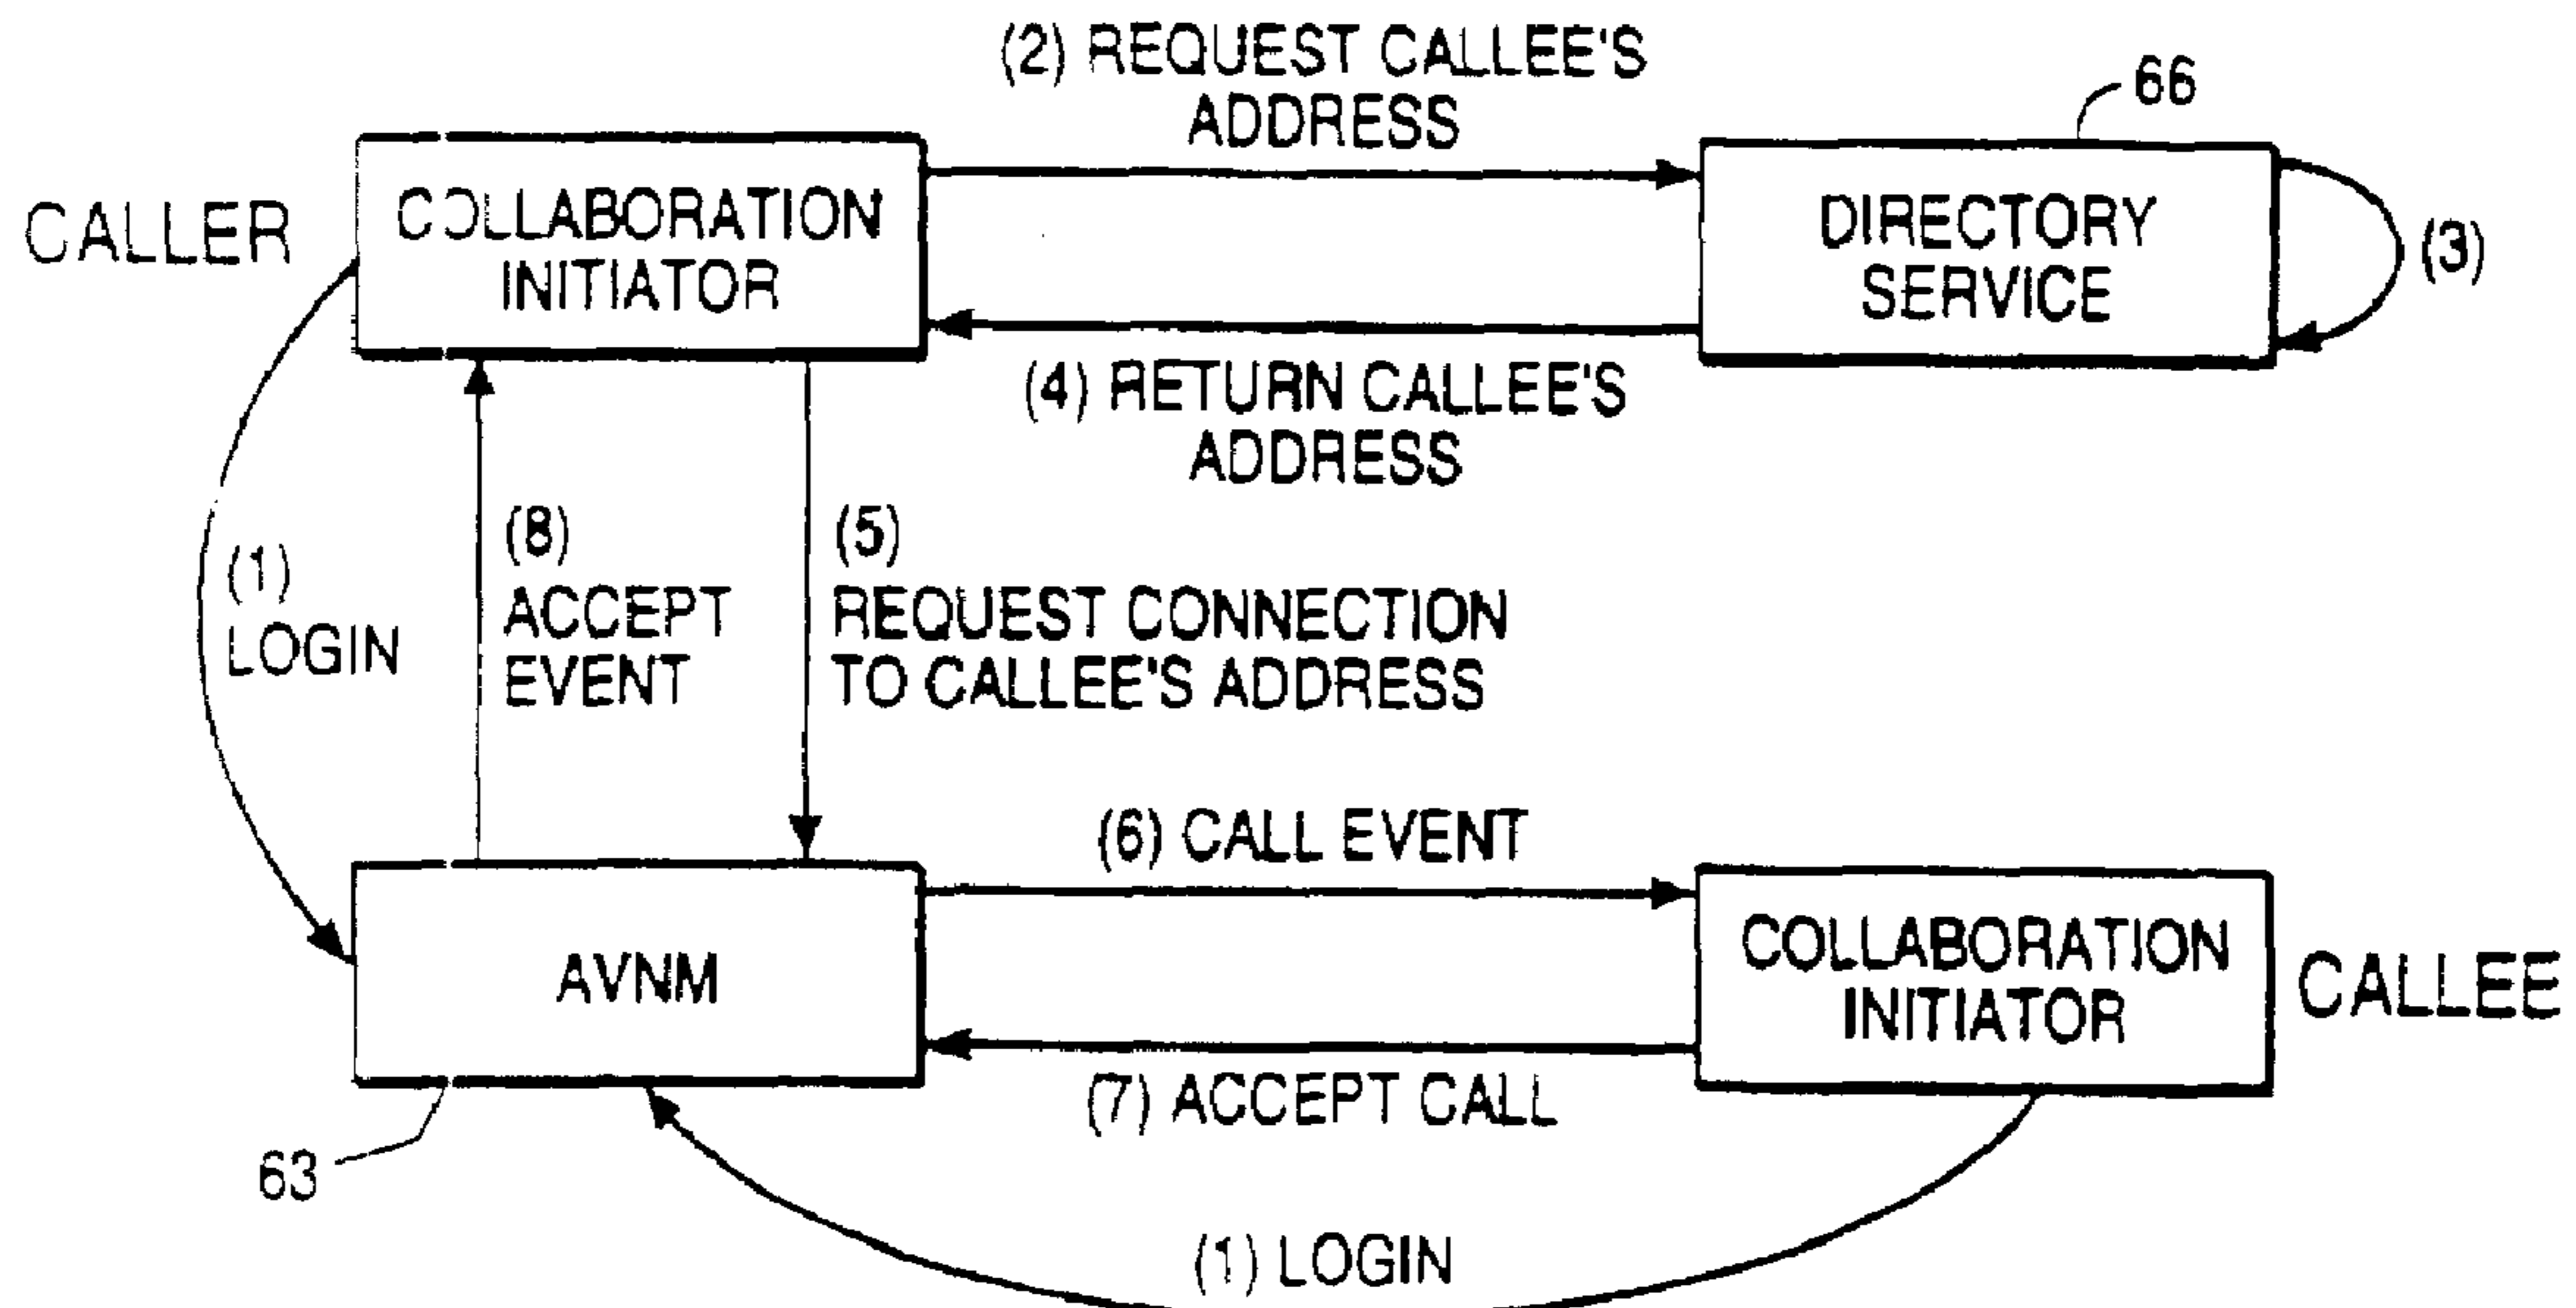 (2) REQUEST CALLEE'S
ADDRESS
66
CALLER
COLLABORATION
INITIATOR
DIRECTORY
SERVICE
(3)
(4) RETURN CALLEE'S
ADDRESS
(1)
LOGIN
(8)
ACCEPT
EVENT
(5)
REQUEST CONNECTION
TO CALLEE'S ADDRESS
(6) CALL EVENT
AVNM
COLLABORATION
INITIATOR
CALLEE
(7) ACCEPT CALL
63
(1) LOGIN